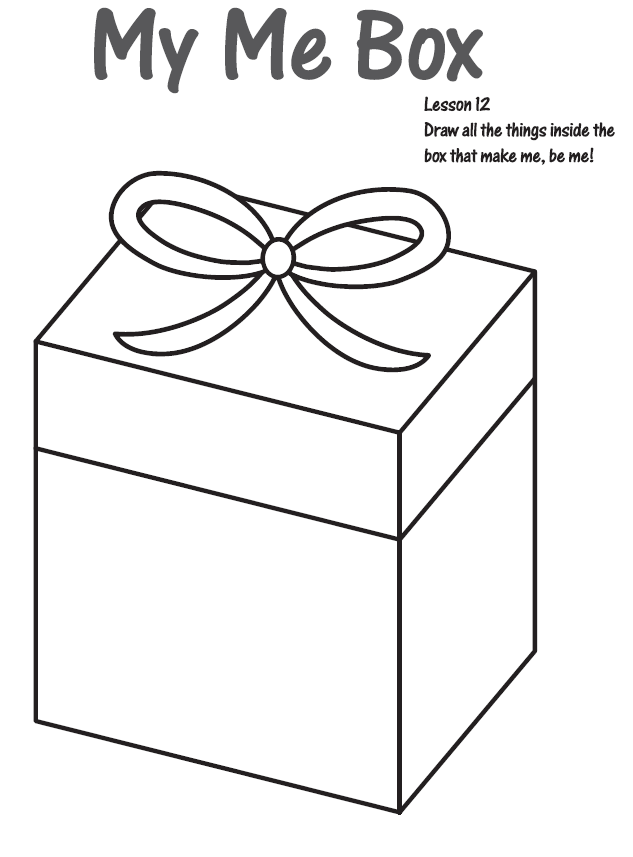 My Me Box
Lesson 12
Draw all the things inside the
box that make me, be me!